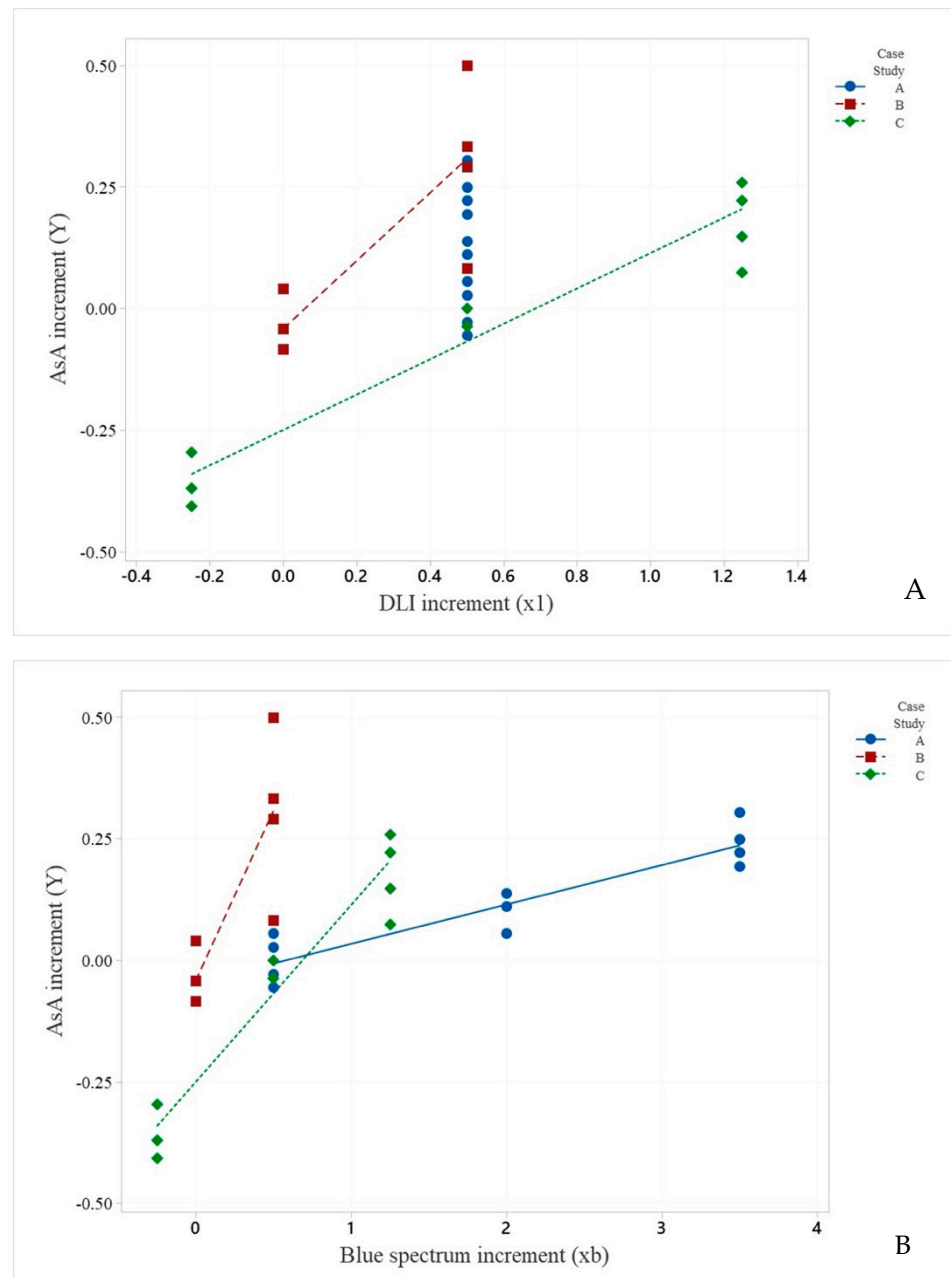 Case
Study
A
B
C
0.50
0.25
0.00
-0.25
-0.50
AsA increment (Y)
-0.4 -0.2 0.0 0.2 0.4 0.6 0.8 1.0 1.2 1.4
DLI increment (x1)
A
Case
Study
A
B
C
0.50
0.25
0.00
-0.25
-0.50
AsA increment (Y)
0 1 2 3 4
Blue spectrum increment (xb)
B